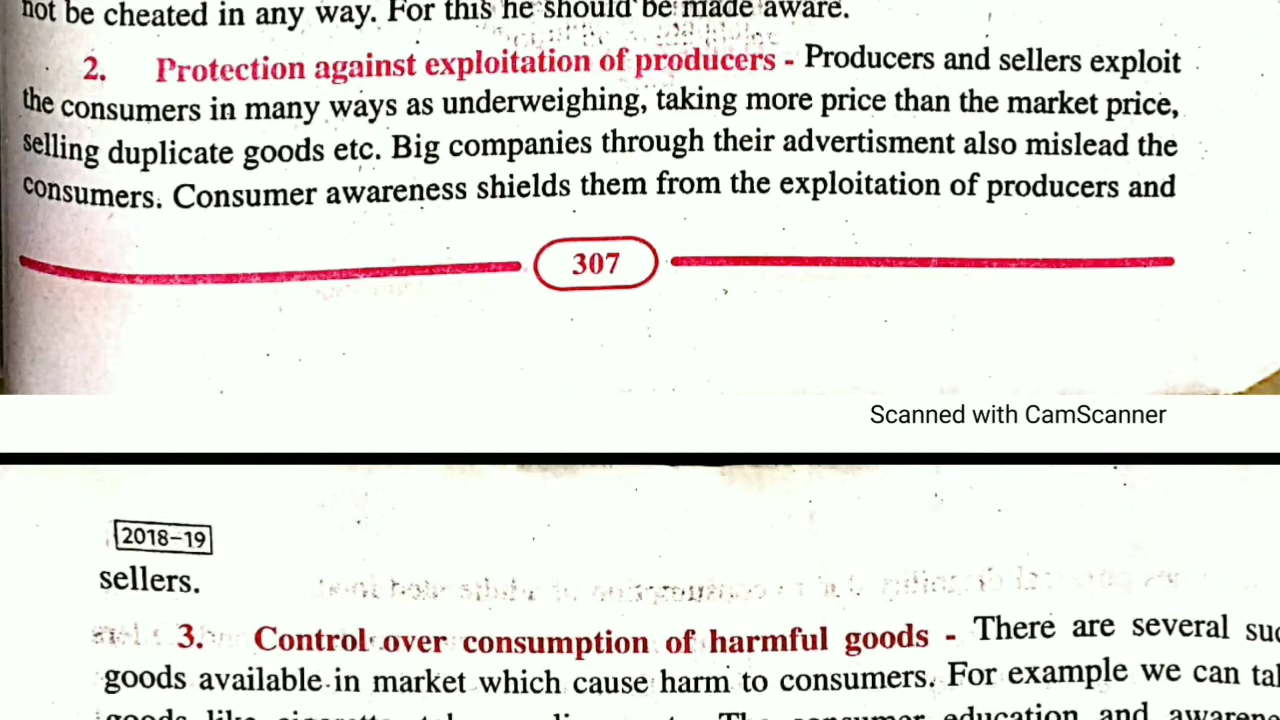 not be cheated in any way. For this he should be made aware.
2. Protection against exploitation of producers - Producers and sellers exploit
the consumers in many ways as underweighing, taking more price than the market price,
selling duplicate goods etc. Big companies through their advertisment also mislead the
consumers. Consumer awareness shields them from the exploitation of producers and
307
Scanned with CamScanner
2018-19
sellers.
3. Control over consumption of harmful goods - There are several
goods available in market which cause harm to consumers. For example we can
goods like education and